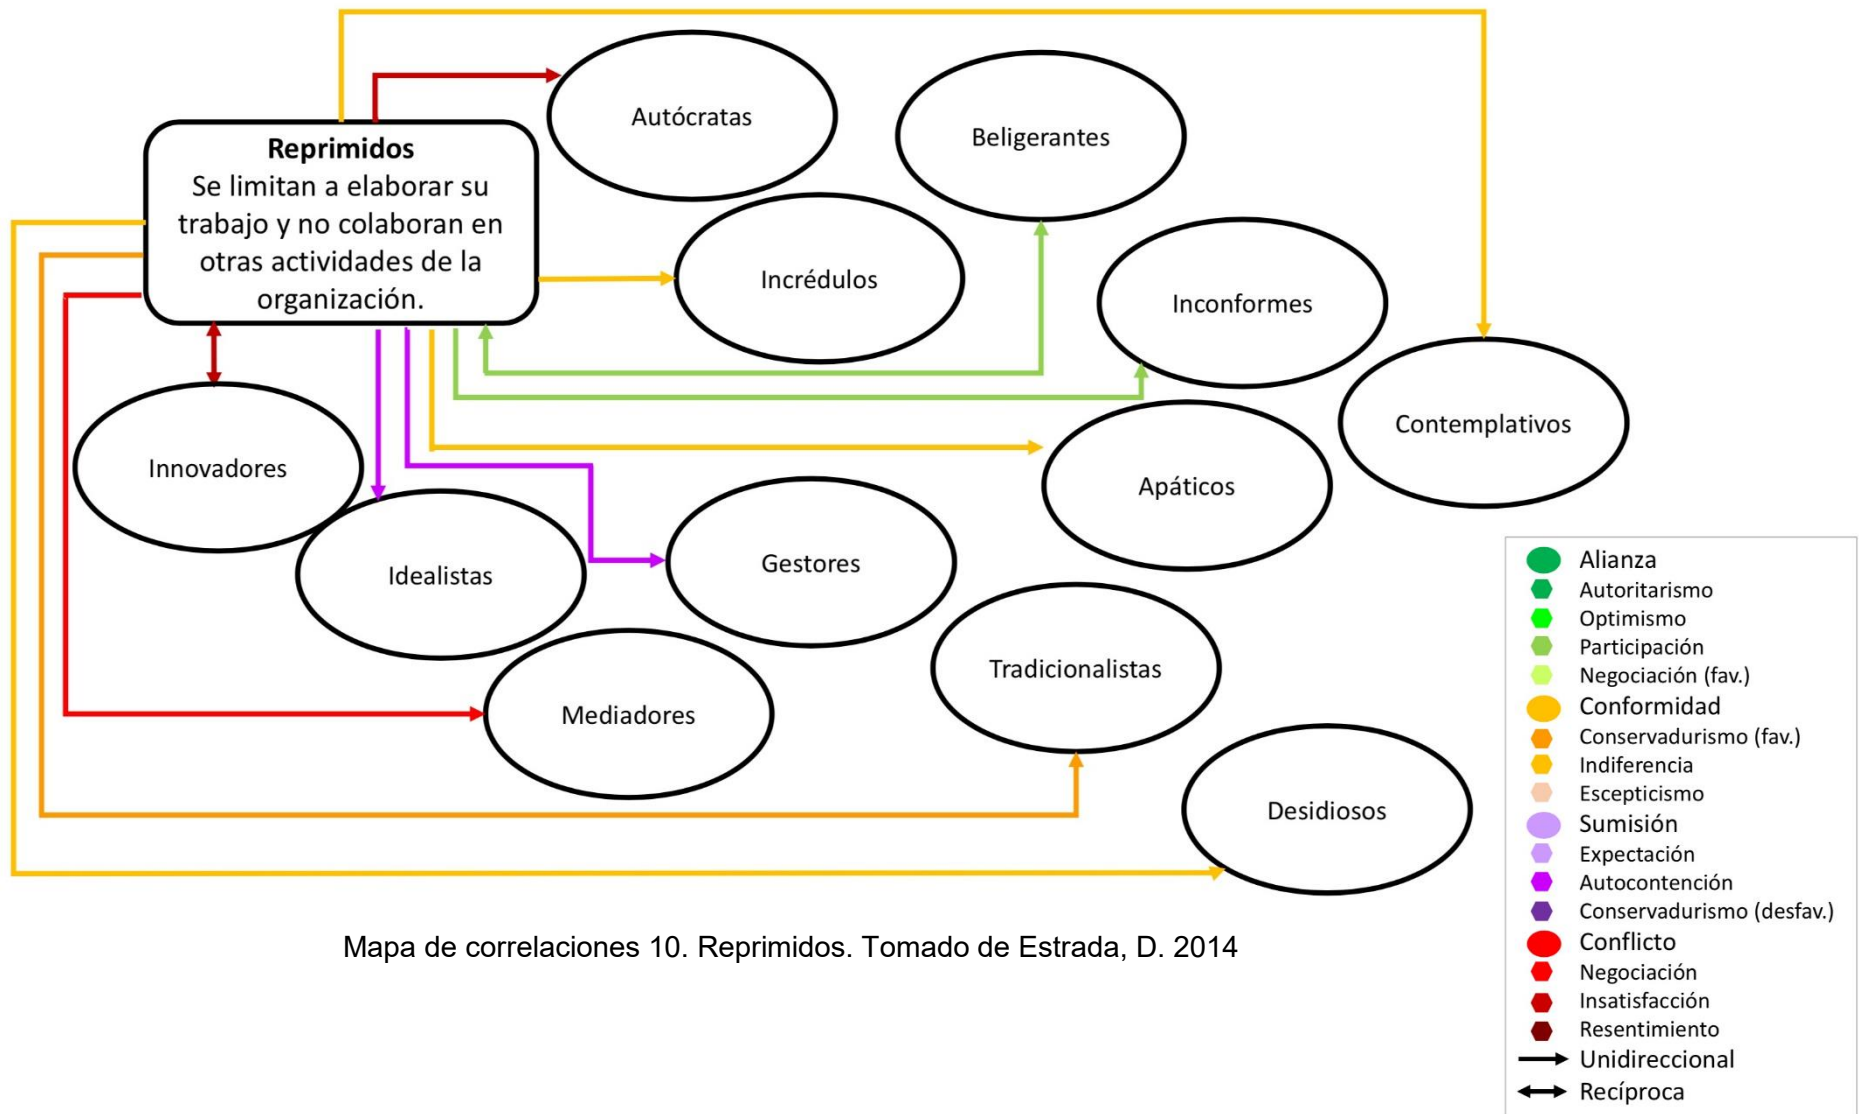 Reprimidos
Se limitan a elaborar su
trabajo y no colaboran en
otras actividades de la
organización.
Autócratas
Beligerantes
Incrédulos
Inconformes
Contemplativos
Innovadores
Apáticos
Idealistas
Gestores
Tradicionalistas
Mediadores
Desidiosos
Alianza
Autoritarismo
Optimismo
Participación
Negociación (fav.)
Conformidad
Conservadurismo (fav.)
Indiferencia
Escepticismo
Sumisión
Expectación
Autocontención
Conservadurismo (desfav.)
Conflicto
Negociación
Insatisfacción
Resentimiento
Unidireccional
Recíproca
Mapa de correlaciones 10. Reprimidos. Tomado de Estrada, D. 2014